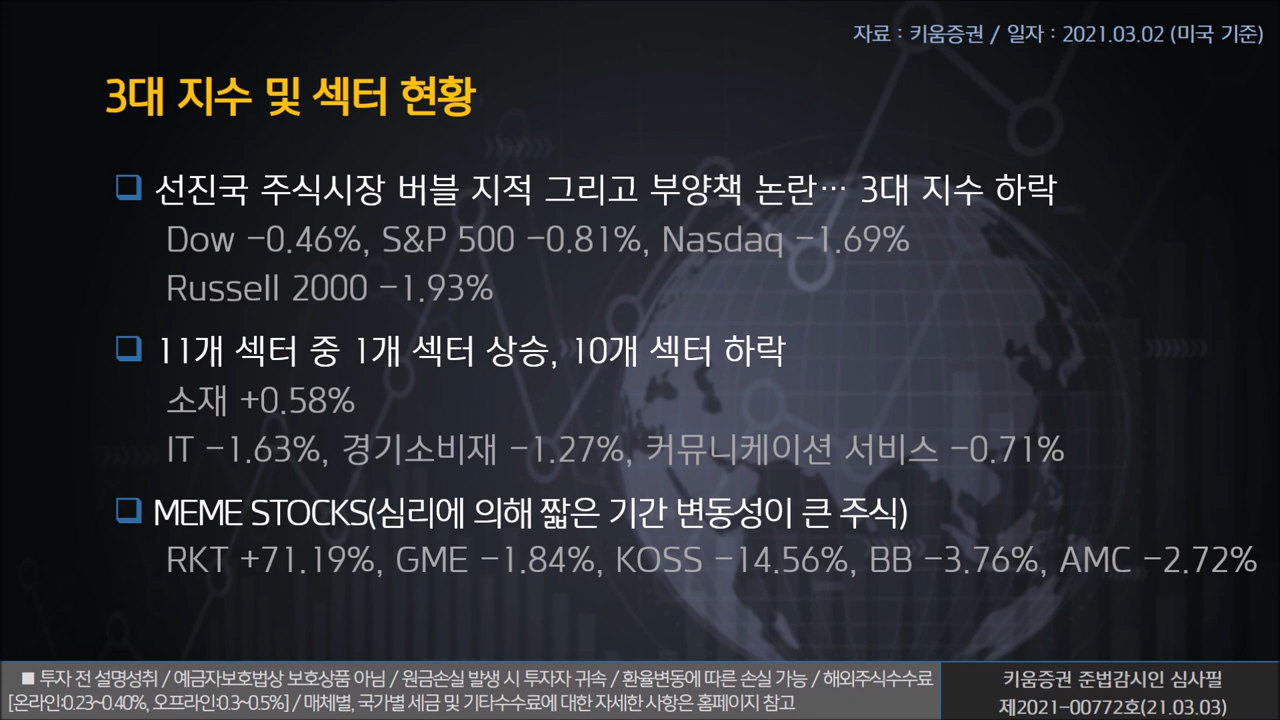 자료 : 키움증권 / 일자 : 2021.03.02 (미국 기준)
3대 지수 및 섹터 현황
❑ 선진국 주식시장 버블 지적 그리고 부양책 논란… 3대 지수 하락
Dow -0.46%, S&P 500 -0.81%, Nasdaq -1.69%
Russell 2000 -1.93%
❑ 11개 섹터 중 1개 섹터 상승, 10개 섹터 하락
소재 +0.58%
IT -1.63%, 경기소비재 -1.27%, 커뮤니케이션 서비스 -0.71%
❑ MEME STOCKS(심리에 의해 짧은 기간 변동성이 큰 주식)
RKT +71.19%, GME -1.84%, KOSS -14.56%, BB -3.76%, AMC -2.72%
■ 투자 전 설명성취 / 예금자보호법상 보호상품 아님 / 원금손실 발생 시 투자자 귀속 / 환율변동에 따른 손실 가능 / 해외주식수수료
[온라인:0.23~0.40%, 오프라인:0.3~0.5%] / 매체별, 국가별 세금 및 기타수수료에 대한 자세한 사항은 홈페이지 참고
키움증권 준법감시인 심사필
제2021-00772호(21.03.03)